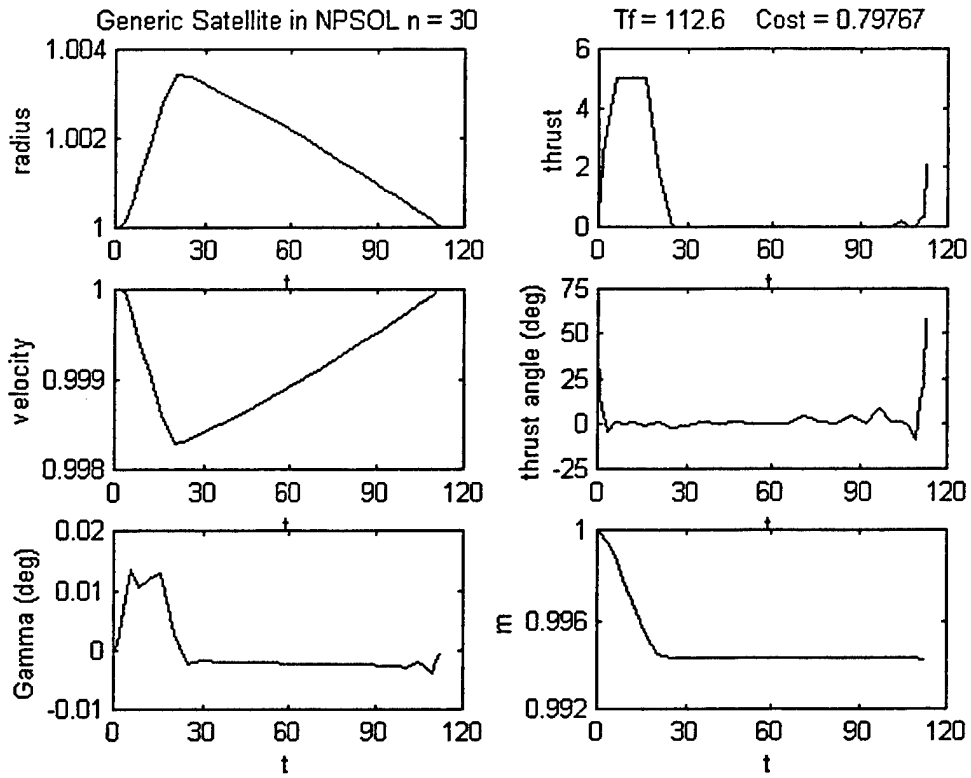 Generic Satellite in NPSOL n = 30
Tf = 112.6 Cost = 0.79767
1.004
1.002
1
radius
0 30 60 90 120
t
6
4
2
0
thrust
0 30 60 90 120
t
1
0.999
0.998
velocity
0 30 60 90 120
t
75
50
25
0
-25
thrust angle (deg)
0 30 60 90 120
t
0.02
0.01
0
-0.01
Gamma (deg)
0 30 60 90 120
t
1
0.996
0.992
m
0 30 60 90 120
t